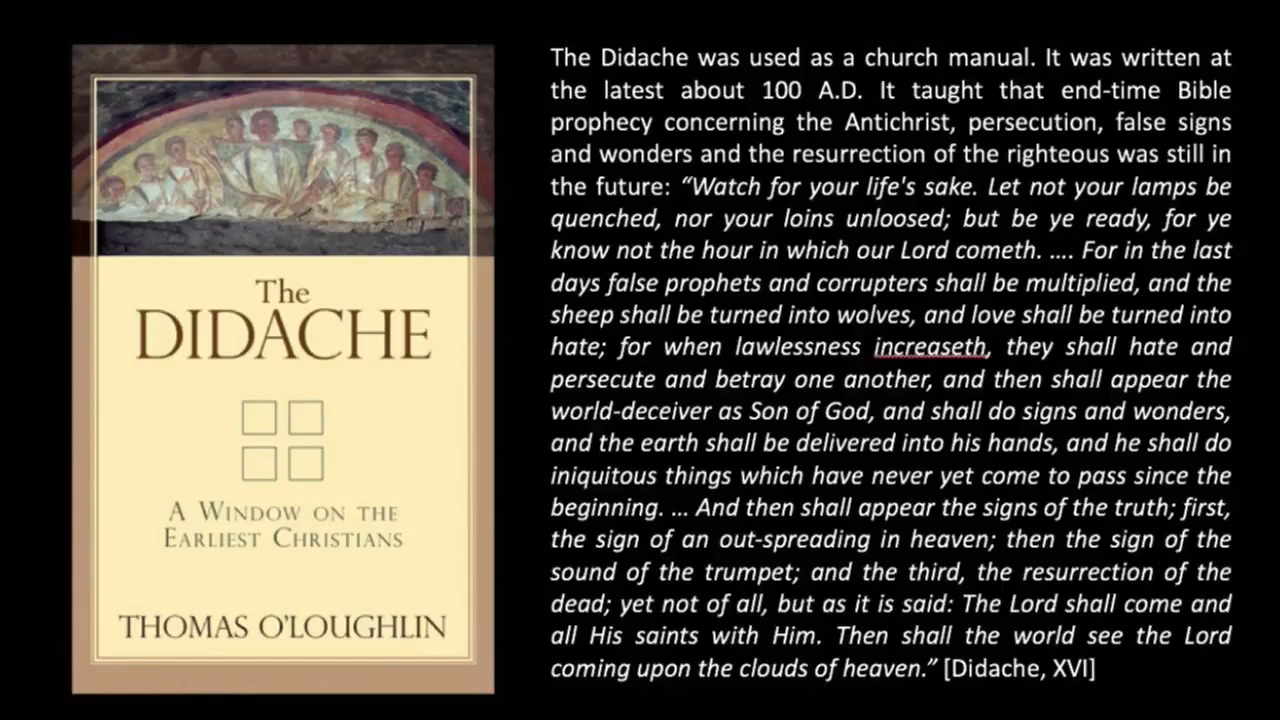 The
DIDACHE
A WINDOW ON THE
EARLIEST CHRISTIANS
THOMAS O'LOUGHLIN
The Didache was used as a church manual. It was written at
the latest about 100 A.D. It taught that end-time Bible
prophecy concerning the Antichrist, persecution, false signs
and wonders and the resurrection of the righteous was still in
the future: “Watch for your life's sake. Let not your lamps be
quenched, nor your loins unloosed; but be ye ready, for ye
know not the hour in which our Lord cometh. …. For in the last
days false prophets and corrupters shall be multiplied, and the
sheep shall be turned into wolves, and love shall be turned into
hate; for when lawlessness increaseth, they shall hate and
persecute and betray one another, and then shall appear the
world-deceiver as Son of God, and shall do signs and wonders,
and the earth shall be delivered into his hands, and he shall do
iniquitous things which have never yet come to pass since the
beginning. … And then shall appear the signs of the truth; first,
the sign of an out-spreading in heaven; then the sign of the
sound of the trumpet; and the third, the resurrection of the
dead; yet not of all, but as it is said: The Lord shall come and
all His saints with Him. Then shall the world see the Lord
coming upon the clouds of heaven.” [Didache, XVI]